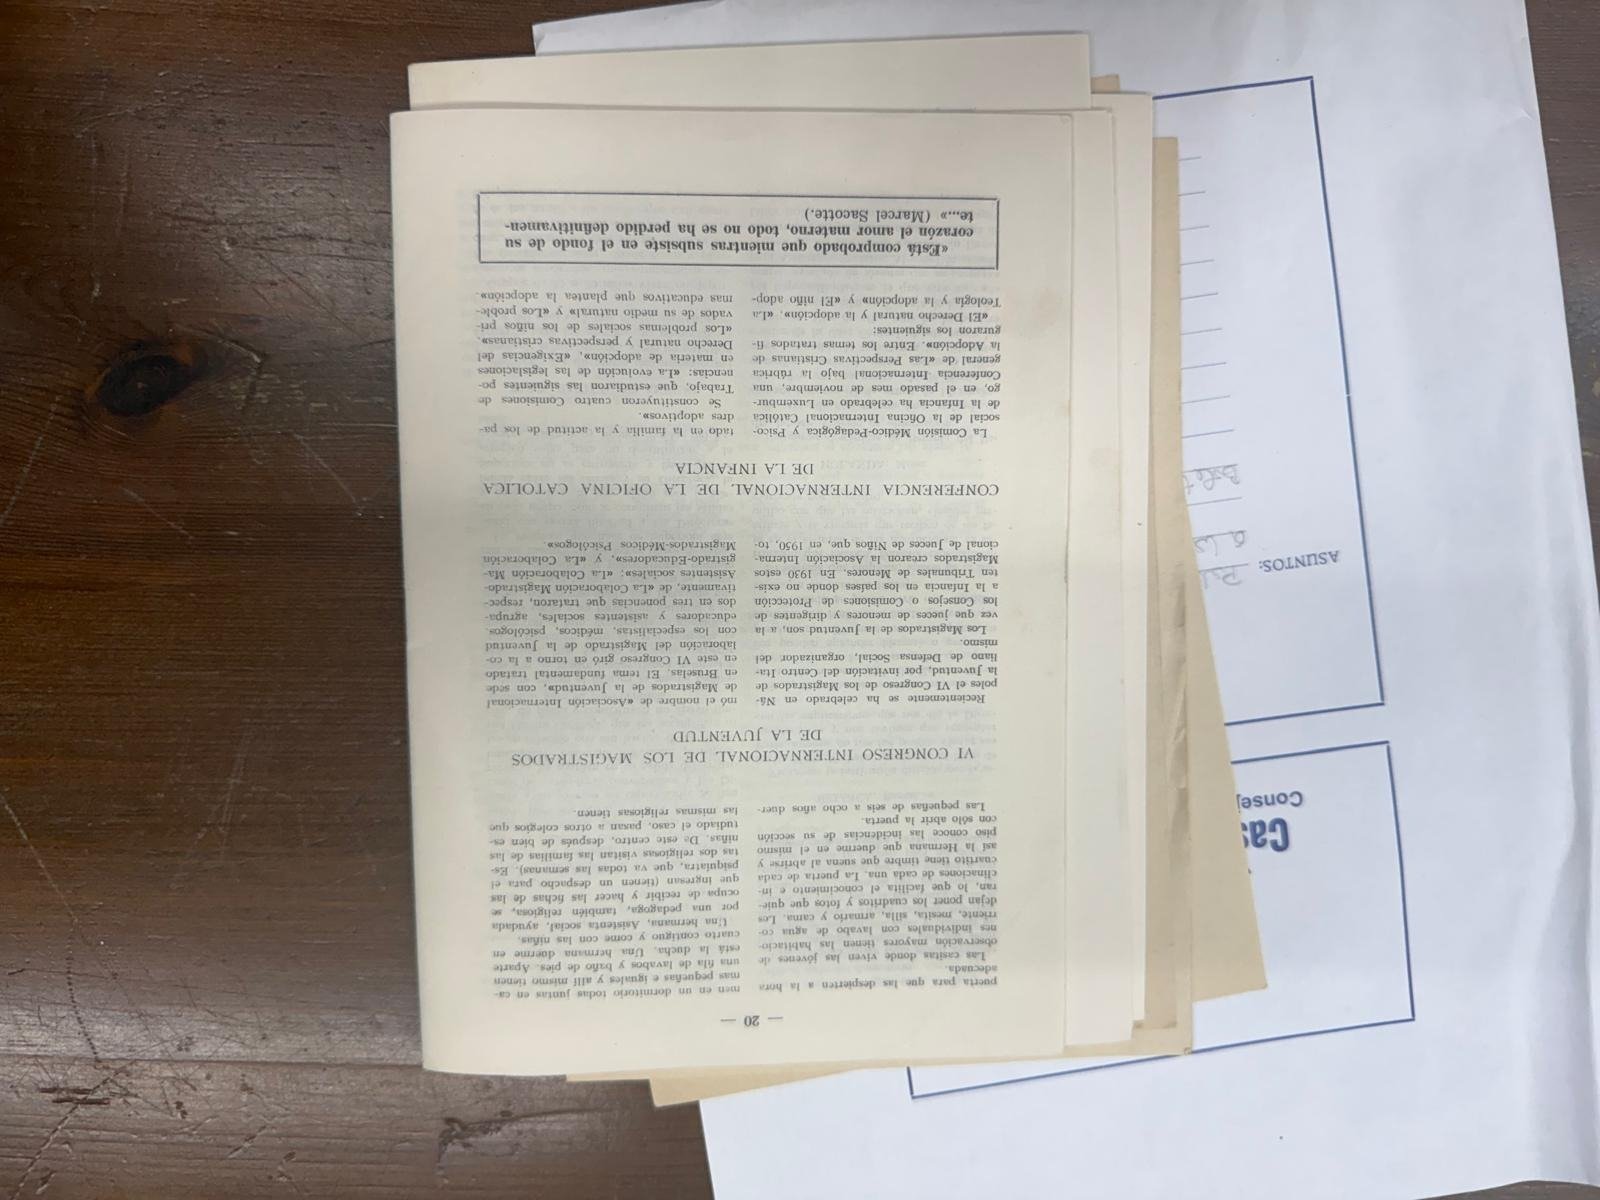 — 20 —
puerta para que las despierten a la hora
adecuada.
Las casitas donde viven las jóvenes de
observación mayores tienen las habitacio-
nes individuales con lavabo de agua co-
rriente, mesita, silla, armario y cama. Les
dejan poner los cuadritos y fotos que quie-
ran, lo que facilita el conocimiento e in-
clinaciones de cada una. La puerta de cada
cuartito tiene timbre que suena al abrirse y
así la Hermana que duerme en el mismo
piso conoce las incidencias de su sección
con sólo abrir la puerta.
Las pequeñas de seis a ocho años duer-
men en un dormitorio todas juntas en ca-
mas pequeñas e iguales y allí mismo tienen
una fila de lavabos y baño de pies. Aparte
está la ducha. Una hermana duerme en
cuarto contiguo y come con las niñas.
Una hermana, Asistenta social, ayudada
por una pedagoga, también religiosa, se
ocupa de recibir y hacer las fichas de las
que ingresan (tienen un despacho para el
psiquiatra, que va todas las semanas). Es-
tas dos religiosas visitan las familias de las
niñas. De este centro, después de bien es-
tudiado el caso, pasan a otros colegios que
las mismas religiosas tienen.
VI CONGRESO INTERNACIONAL DE LOS MAGISTRADOS
DE LA JUVENTUD
Recientemente se ha celebrado en Ná-
poles el VI Congreso de los Magistrados de
la Juventud, por invitación del Centro Ita-
liano de Defensa Social, organizador del
mismo.
Los Magistrados de la Juventud son, a la
vez que jueces de menores y dirigentes de
los Consejos o Comisiones de Protección
a la Infancia en los países donde no exis-
ten Tribunales de Menores. En 1930 estos
Magistrados crearon la Asociación Interna-
cional de Jueces de Niños que, en 1950, to-
mó el nombre de «Asociación Internacional
de Magistrados de la Juventud», con sede
en Bruselas. El tema fundamental tratado
en este VI Congreso giró en torno a la co-
laboración del Magistrado de la Juventud
con los especialistas, médicos, psicólogos,
educadores y asistentes sociales, agrupa-
dos en tres ponencias que trataron, respec-
tivamente, de «La Colaboración Magistrado-
Asistentes sociales»; «La Colaboración Ma-
gistrado-Educadores», y «La Colaboración
Magistrados-Médicos Psicólogos».
CONFERENCIA INTERNACIONAL DE LA OFICINA CATOLICA
DE LA INFANCIA
La Comisión Médico-Pedagógica y Psico-
social de la Oficina Internacional Católica
de la Infancia ha celebrado en Luxembur-
go, en el pasado mes de noviembre, una
Conferencia Internacional bajo la rúbrica
general de «Las Perspectivas Cristianas de
la Adopción». Entre los temas tratados fi-
guraron los siguientes:
«El Derecho natural y la adopción», «La
Teología y la adopción» y «El niño adop-
tado en la familia y la actitud de los pa-
dres adoptivos».
Se constituyeron cuatro Comisiones de
Trabajo, que estudiaron las siguientes po-
nencias: «La evolución de las legislaciones
en materia de adopción», «Exigencias del
Derecho natural y perspectivas cristianas»,
«Los problemas sociales de los niños pri-
vados de su medio natural» y «Los proble-
mas educativos que plantea la adopción».
«Está comprobado que mientras subsiste en el fondo de su
corazón el amor materno, todo no se ha perdido definitivamen-
te...» (Marcel Sacotte.)
Cas
Consej
ASUNTOS: